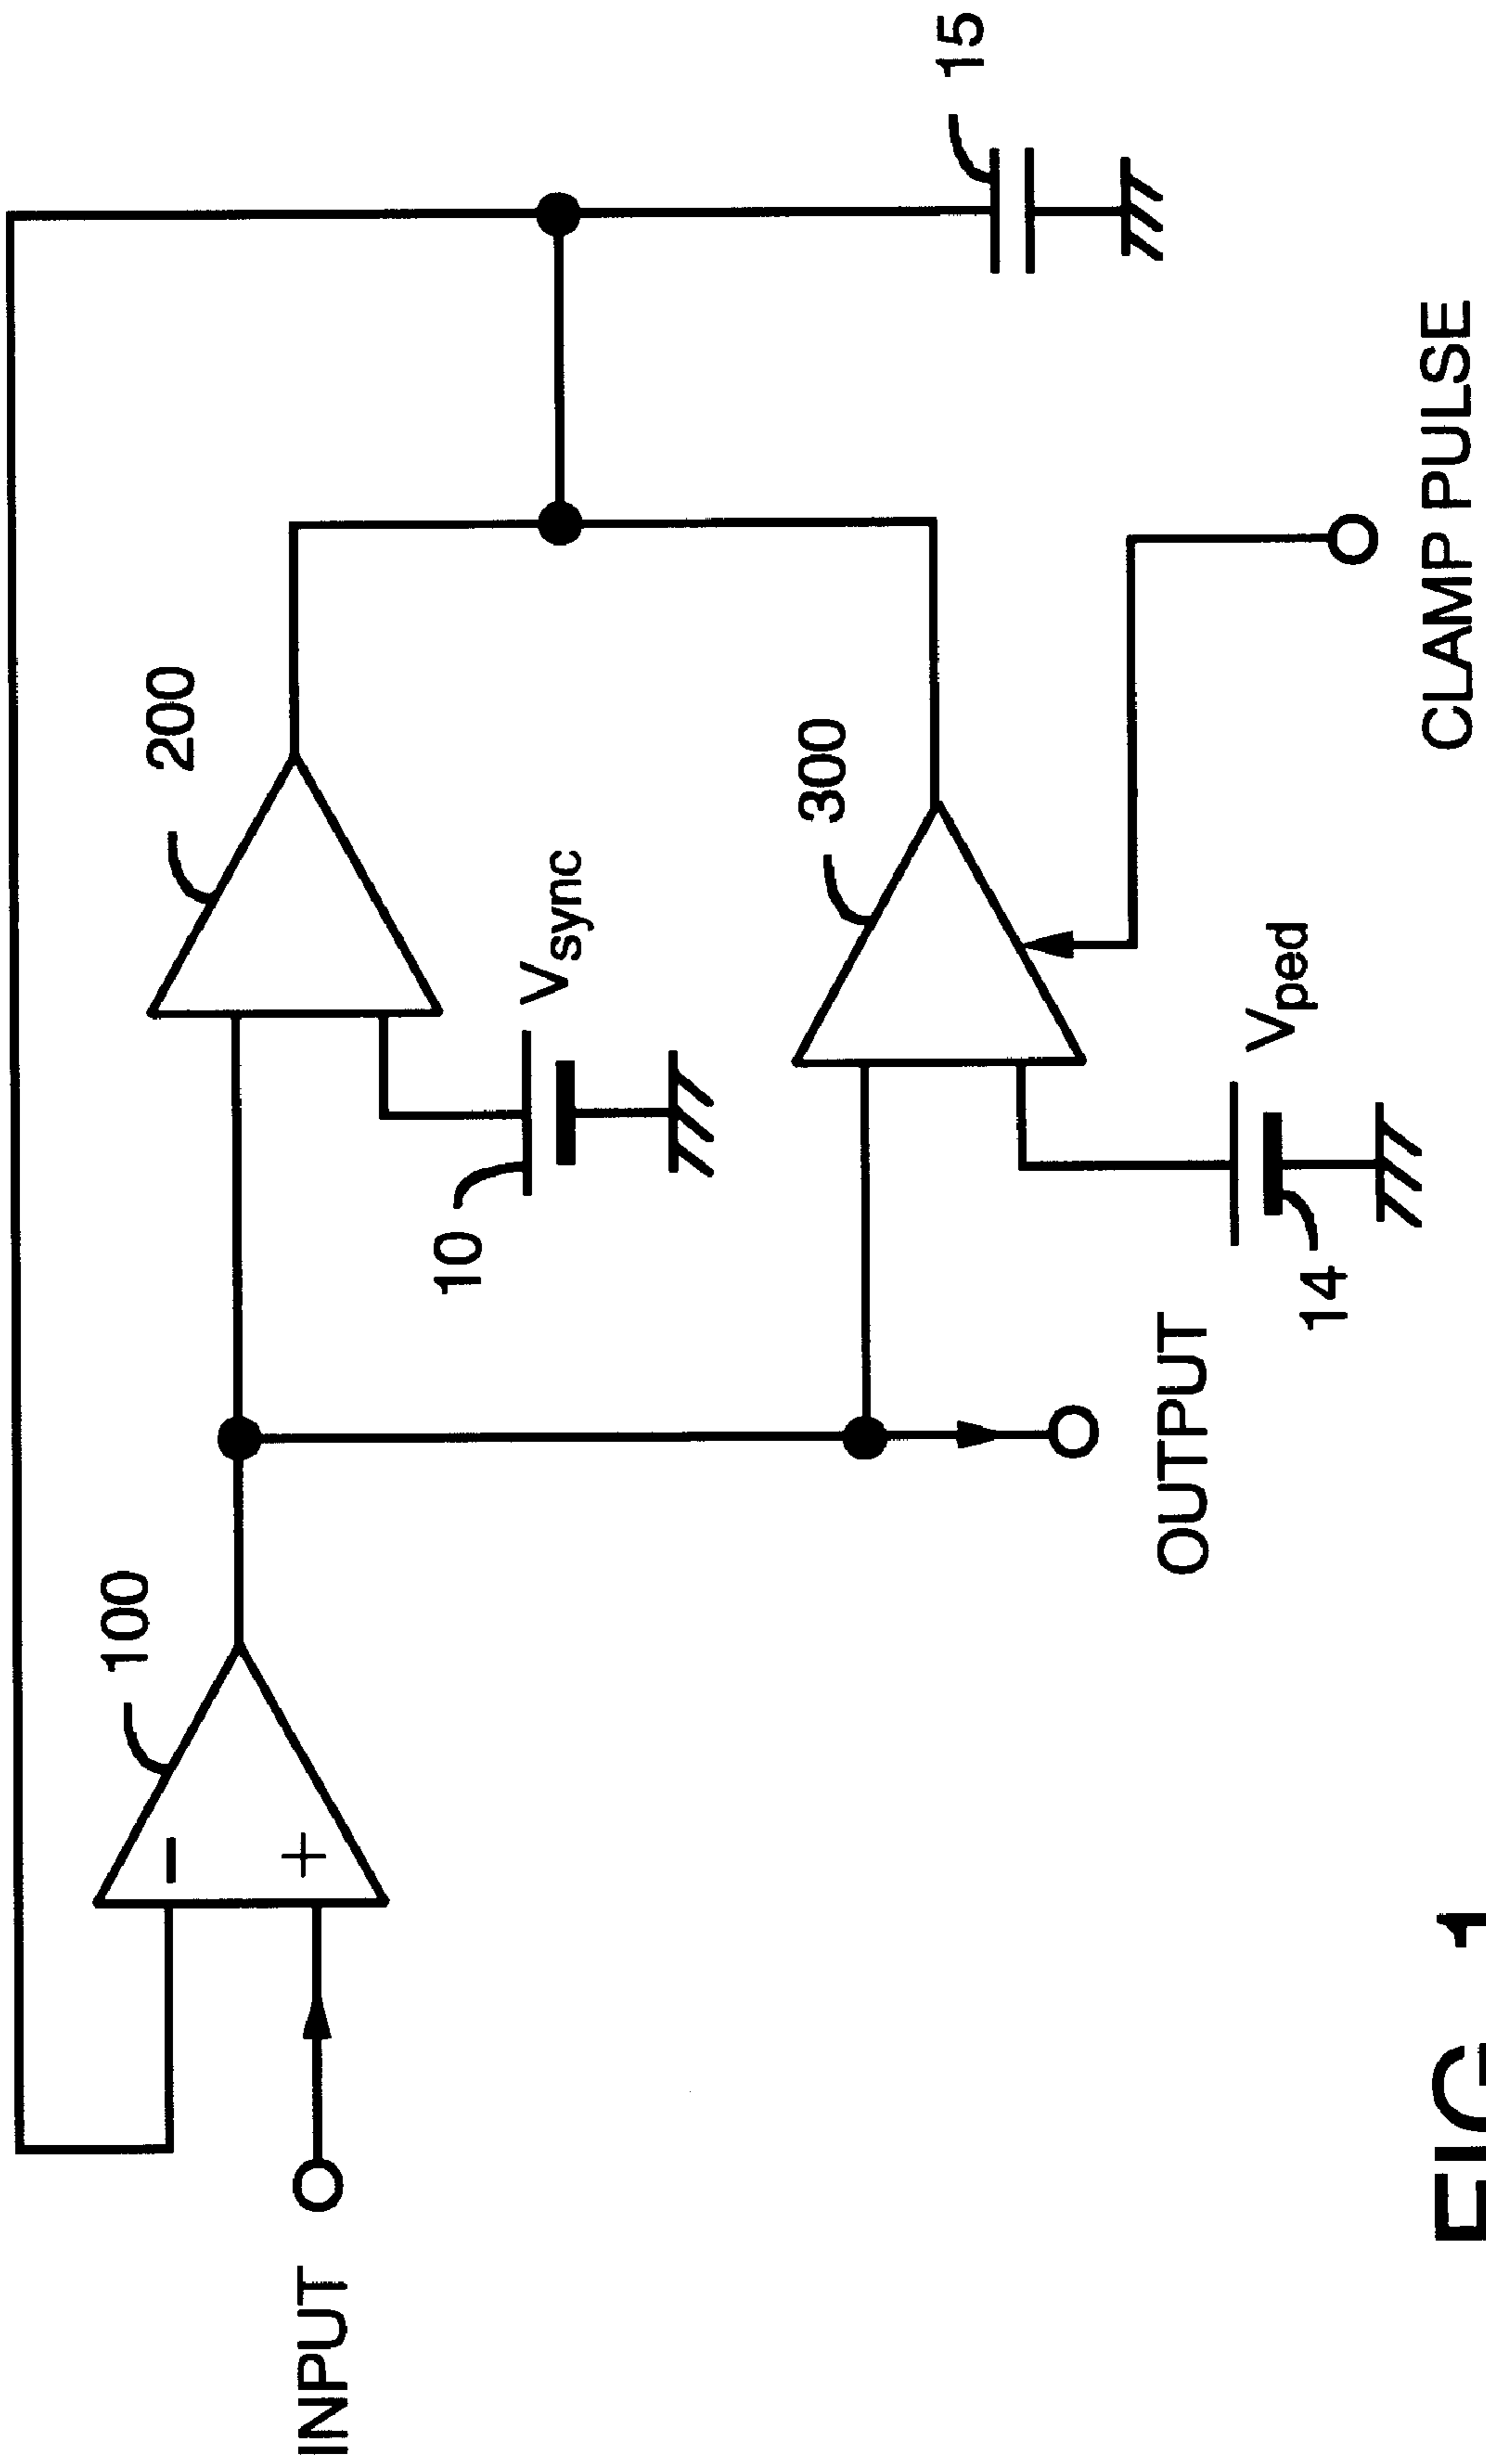 100
200
15
INPUT
−
+
10
Vsync
300
OUTPUT
14
Vped
CLAMP PULSE
FIG. 1